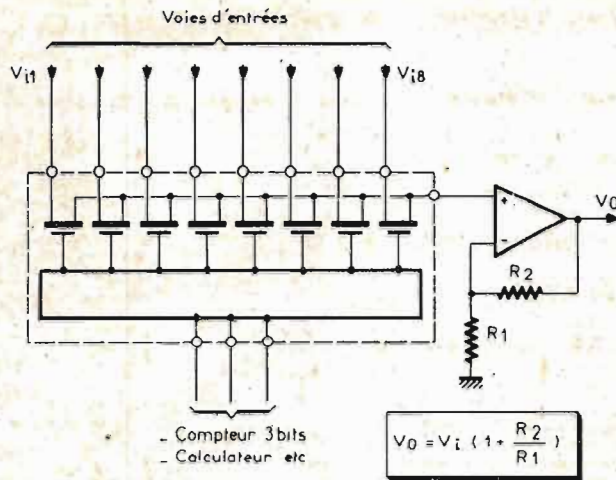 Voies d'entrées
Vi1
Vi8
+
-
V0
R2
R1
- Compteur 3bits
- Calculateur etc
V0 = Vi ( 1 + R2 / R1 )